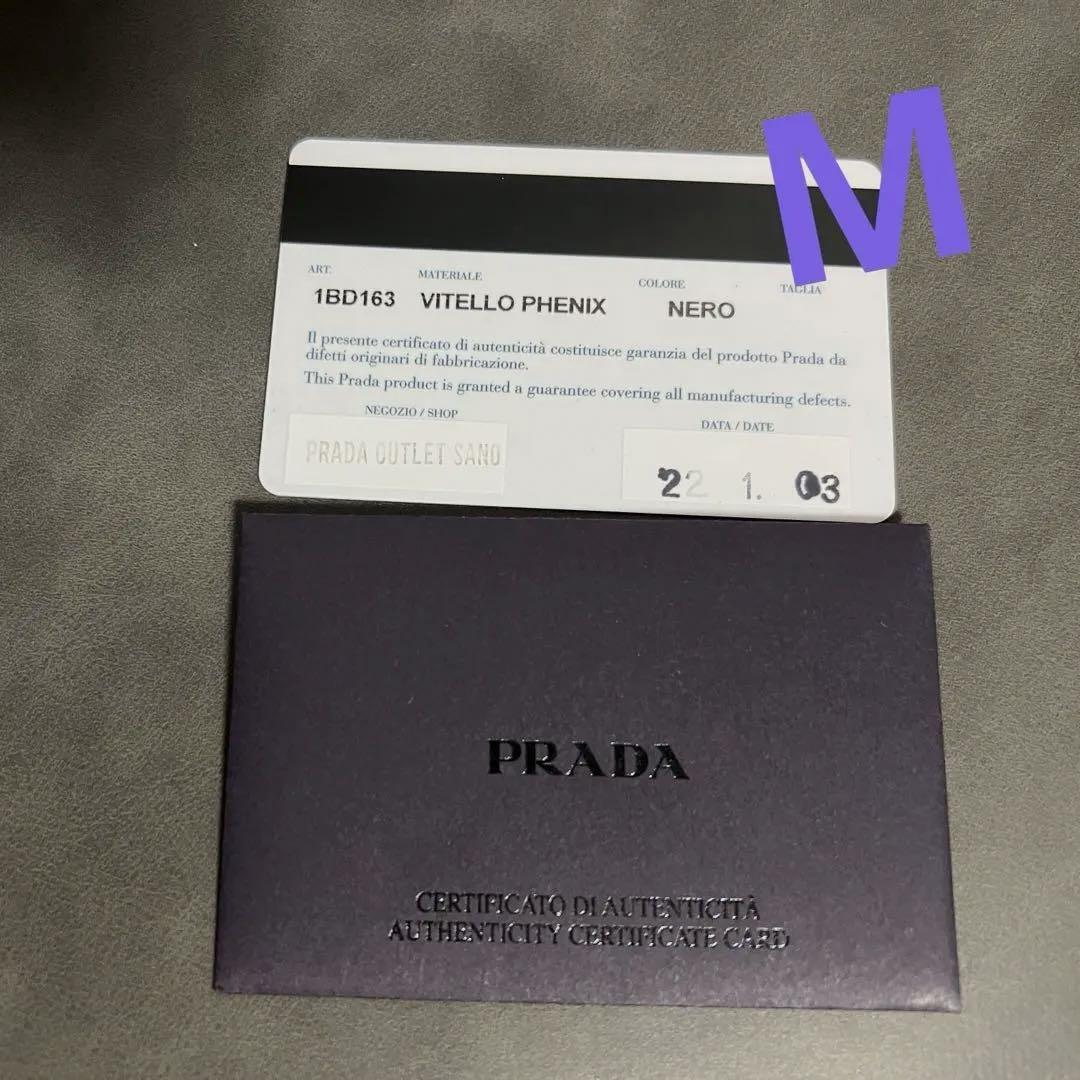 M
ART. MATERIALE COLORE TAGLIA
1BD163 VITELLO PHENIX NERO
Il presente certificato di autenticità costituisce garanzia del prodotto Prada da
difetti originari di fabbricazione.
This Prada product is granted a guarantee covering all manufacturing defects.
NEGOZIO / SHOP DATA / DATE
PRADA OUTLET SANO 22 1. 03
PRADA
CERTIFICATO DI AUTENTICITÀ
AUTHENTICITY CERTIFICATE CARD